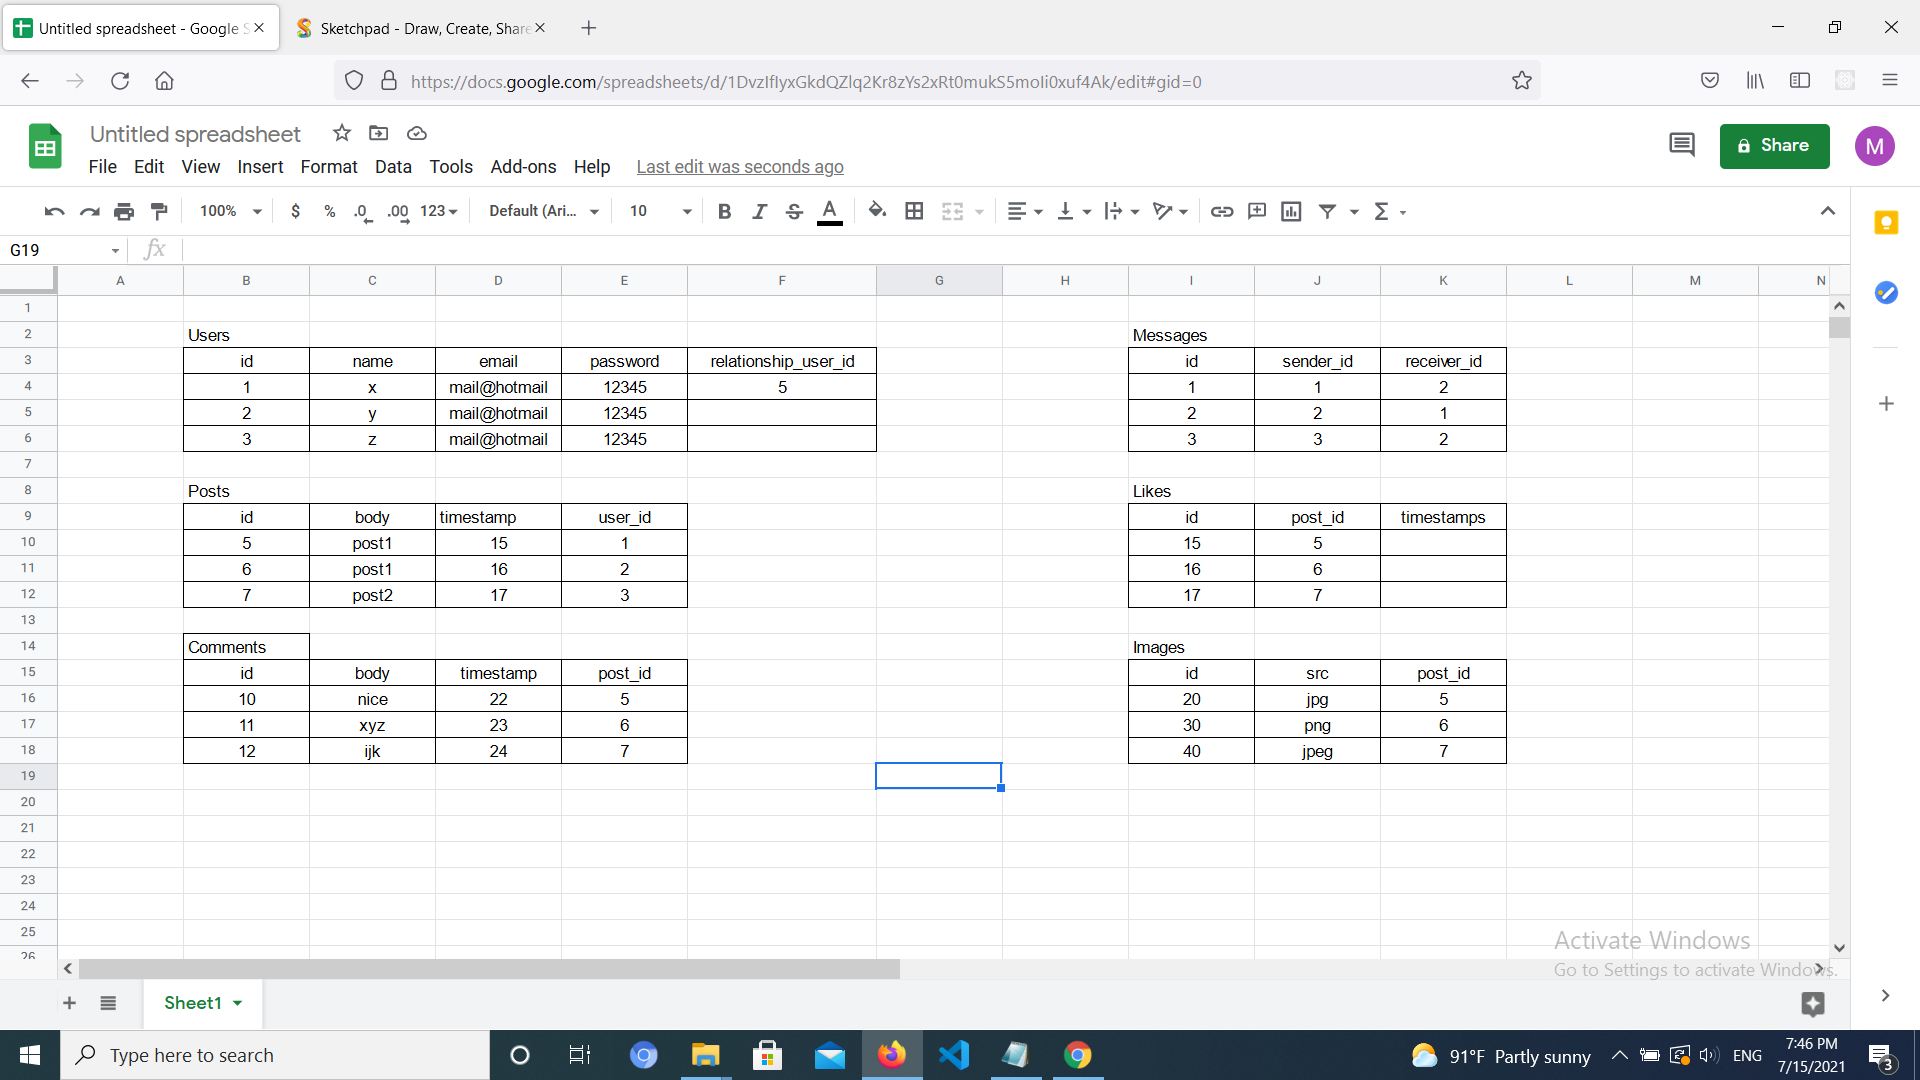 Untitled spreadsheet - Google S
Sketchpad - Draw, Create, Share
https://docs.google.com/spreadsheets/d/1DvzIfIyxGkdQZlq2Kr8zYs2xRt0mukS5moIi0xuf4Ak/edit#gid=0
Untitled spreadsheet
File Edit View Insert Format Data Tools Add-ons Help Last edit was seconds ago
Share
M
100% $ % .0 .00 123 Default (Ari... 10 B I S A Σ
G19 fx
A B C D E F G H I J K L M N
1
2 Users Messages
3 id name email password relationship_user_id id sender_id receiver_id
4 1 x mail@hotmail 12345 5 1 1 2
5 2 y mail@hotmail 12345 2 2 1
6 3 z mail@hotmail 12345 3 3 2
7
8 Posts Likes
9 id body timestamp user_id id post_id timestamps
10 5 post1 15 1 15 5
11 6 post1 16 2 16 6
12 7 post2 17 3 17 7
13
14 Comments Images
15 id body timestamp post_id id src post_id
16 10 nice 22 5 20 jpg 5
17 11 xyz 23 6 30 png 6
18 12 ijk 24 7 40 jpeg 7
19
20
21
22
23
24
25
26
Activate Windows
Go to Settings to activate Windows.
Sheet1
Type here to search
91°F Partly sunny
ENG
7:46 PM
7/15/2021
3